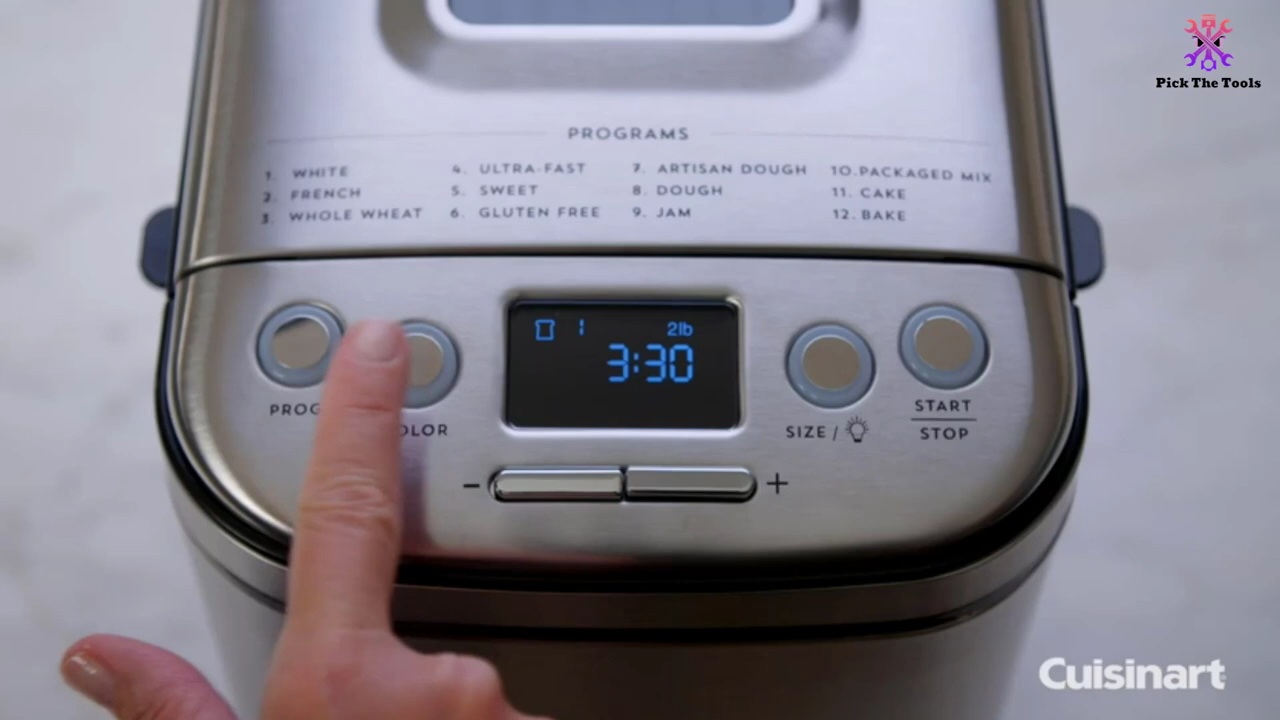 Pick The Tools
PROGRAMS
1. WHITE
2. FRENCH
3. WHOLE WHEAT
4. ULTRA-FAST
5. SWEET
6. GLUTEN FREE
7. ARTISAN DOUGH
8. DOUGH
9. JAM
10. PACKAGED MIX
11. CAKE
12. BAKE
1 2lb
3:30
PROG
OLOR
SIZE /
START
STOP
- +
Cuisinart